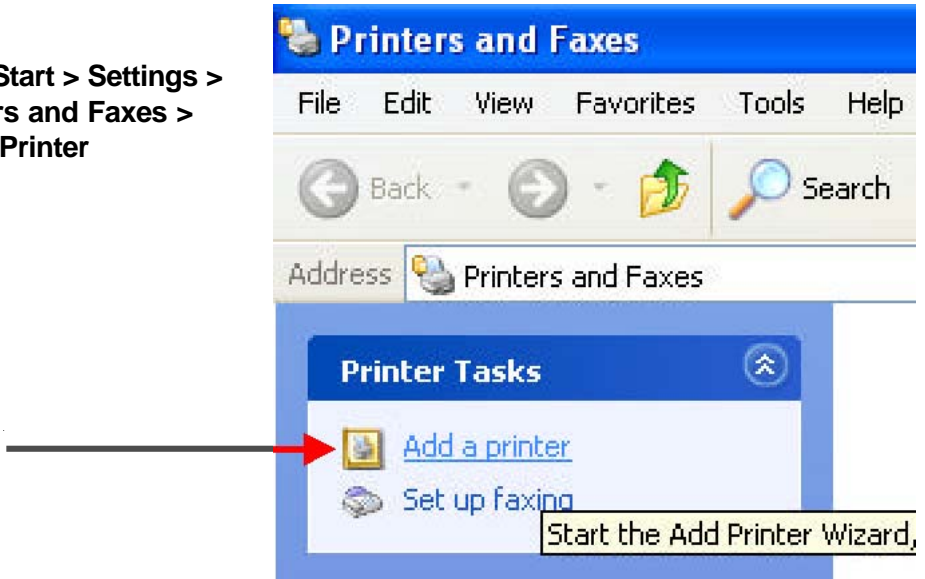 Start > Settings >
rs and Faxes >
Printer
Printers and Faxes
File Edit View Favorites Tools Help
Back Search
Address Printers and Faxes
Printer Tasks
Add a printer
Set up faxing
Start the Add Printer Wizard,